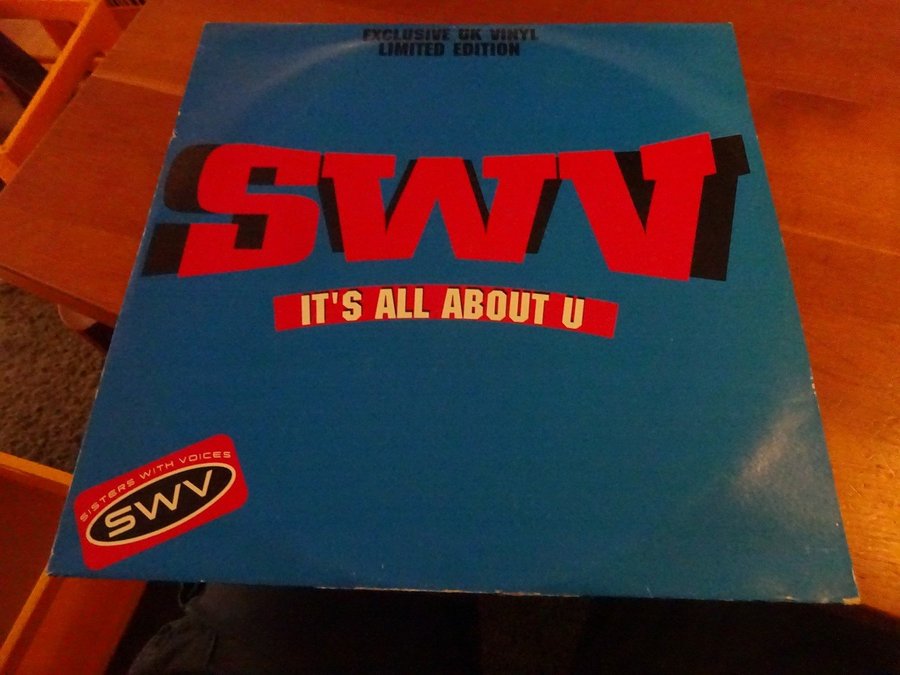 EXCLUSIVE UK VINYL
LIMITED EDITION
SWV
IT'S ALL ABOUT U
SISTERS WITH VOICES
SWV